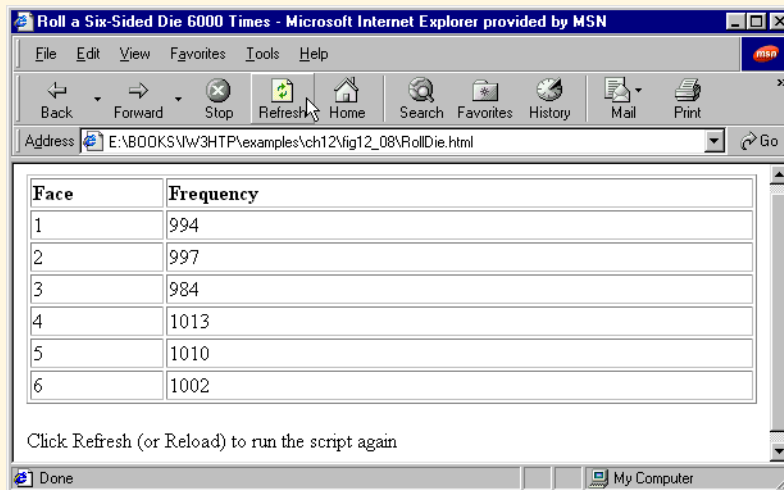 Roll a Six-Sided Die 6000 Times - Microsoft Internet Explorer provided by MSN
File Edit View Favorites Tools Help
msn
Back Forward Stop Refresh Home Search Favorites History Mail Print »
Address E:\BOOKS\IW3HTP\examples\ch12\fig12_08\RollDie.html Go
Face Frequency
1 994
2 997
3 984
4 1013
5 1010
6 1002
Click Refresh (or Reload) to run the script again
Done My Computer